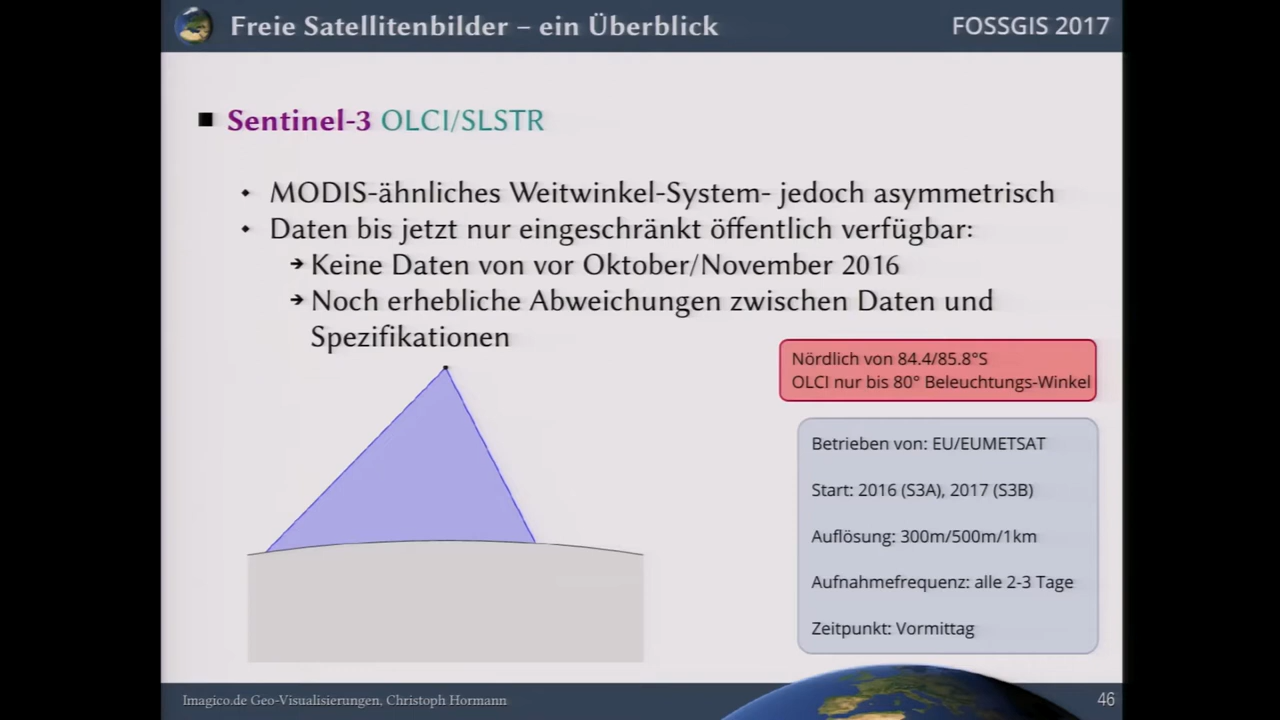 Freie Satellitenbilder – ein Überblick
FOSSGIS 2017
Sentinel-3 OLCI/SLSTR
MODIS-ähnliches Weitwinkel-System- jedoch asymmetrisch
Daten bis jetzt nur eingeschränkt öffentlich verfügbar:
Keine Daten von vor Oktober/November 2016
Noch erhebliche Abweichungen zwischen Daten und
Spezifikationen
Nördlich von 84.4/85.8°S
OLCI nur bis 80° Beleuchtungs-Winkel
Betrieben von: EU/EUMETSAT
Start: 2016 (S3A), 2017 (S3B)
Auflösung: 300m/500m/1km
Aufnahmefrequenz: alle 2-3 Tage
Zeitpunkt: Vormittag
Imagico.de Geo-Visualisierungen, Christoph Hormann
46